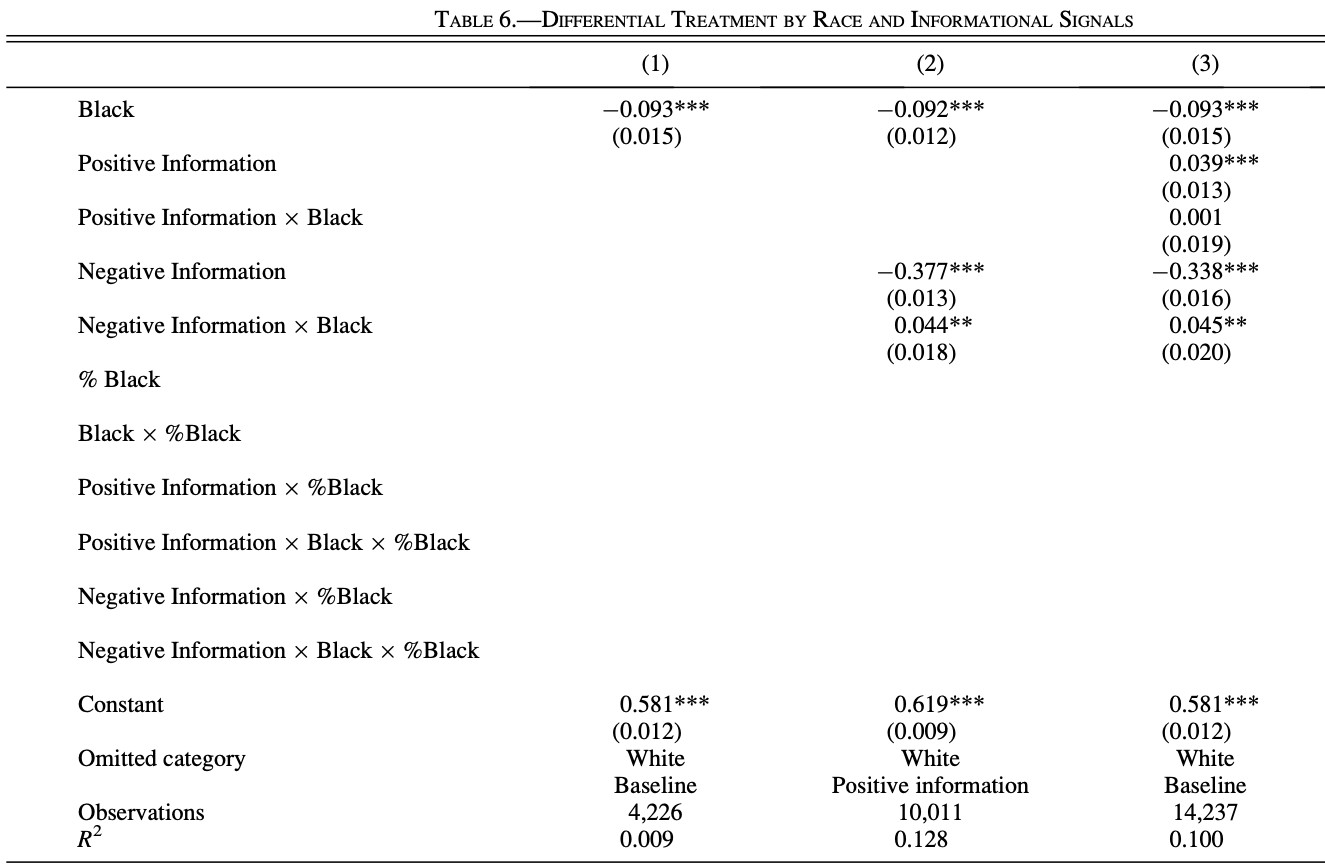 TABLE 6.—DIFFERENTIAL TREATMENT BY RACE AND INFORMATIONAL SIGNALS
(1) (2) (3)
Black −0.093*** −0.092*** −0.093***
(0.015) (0.012) (0.015)
Positive Information 0.039***
(0.013)
Positive Information × Black 0.001
(0.019)
Negative Information −0.377*** −0.338***
(0.013) (0.016)
Negative Information × Black 0.044** 0.045**
(0.018) (0.020)
% Black
Black × %Black
Positive Information × %Black
Positive Information × Black × %Black
Negative Information × %Black
Negative Information × Black × %Black
Constant 0.581*** 0.619*** 0.581***
(0.012) (0.009) (0.012)
Omitted category White White White
Baseline Positive information Baseline
Observations 4,226 10,011 14,237
R² 0.009 0.128 0.100